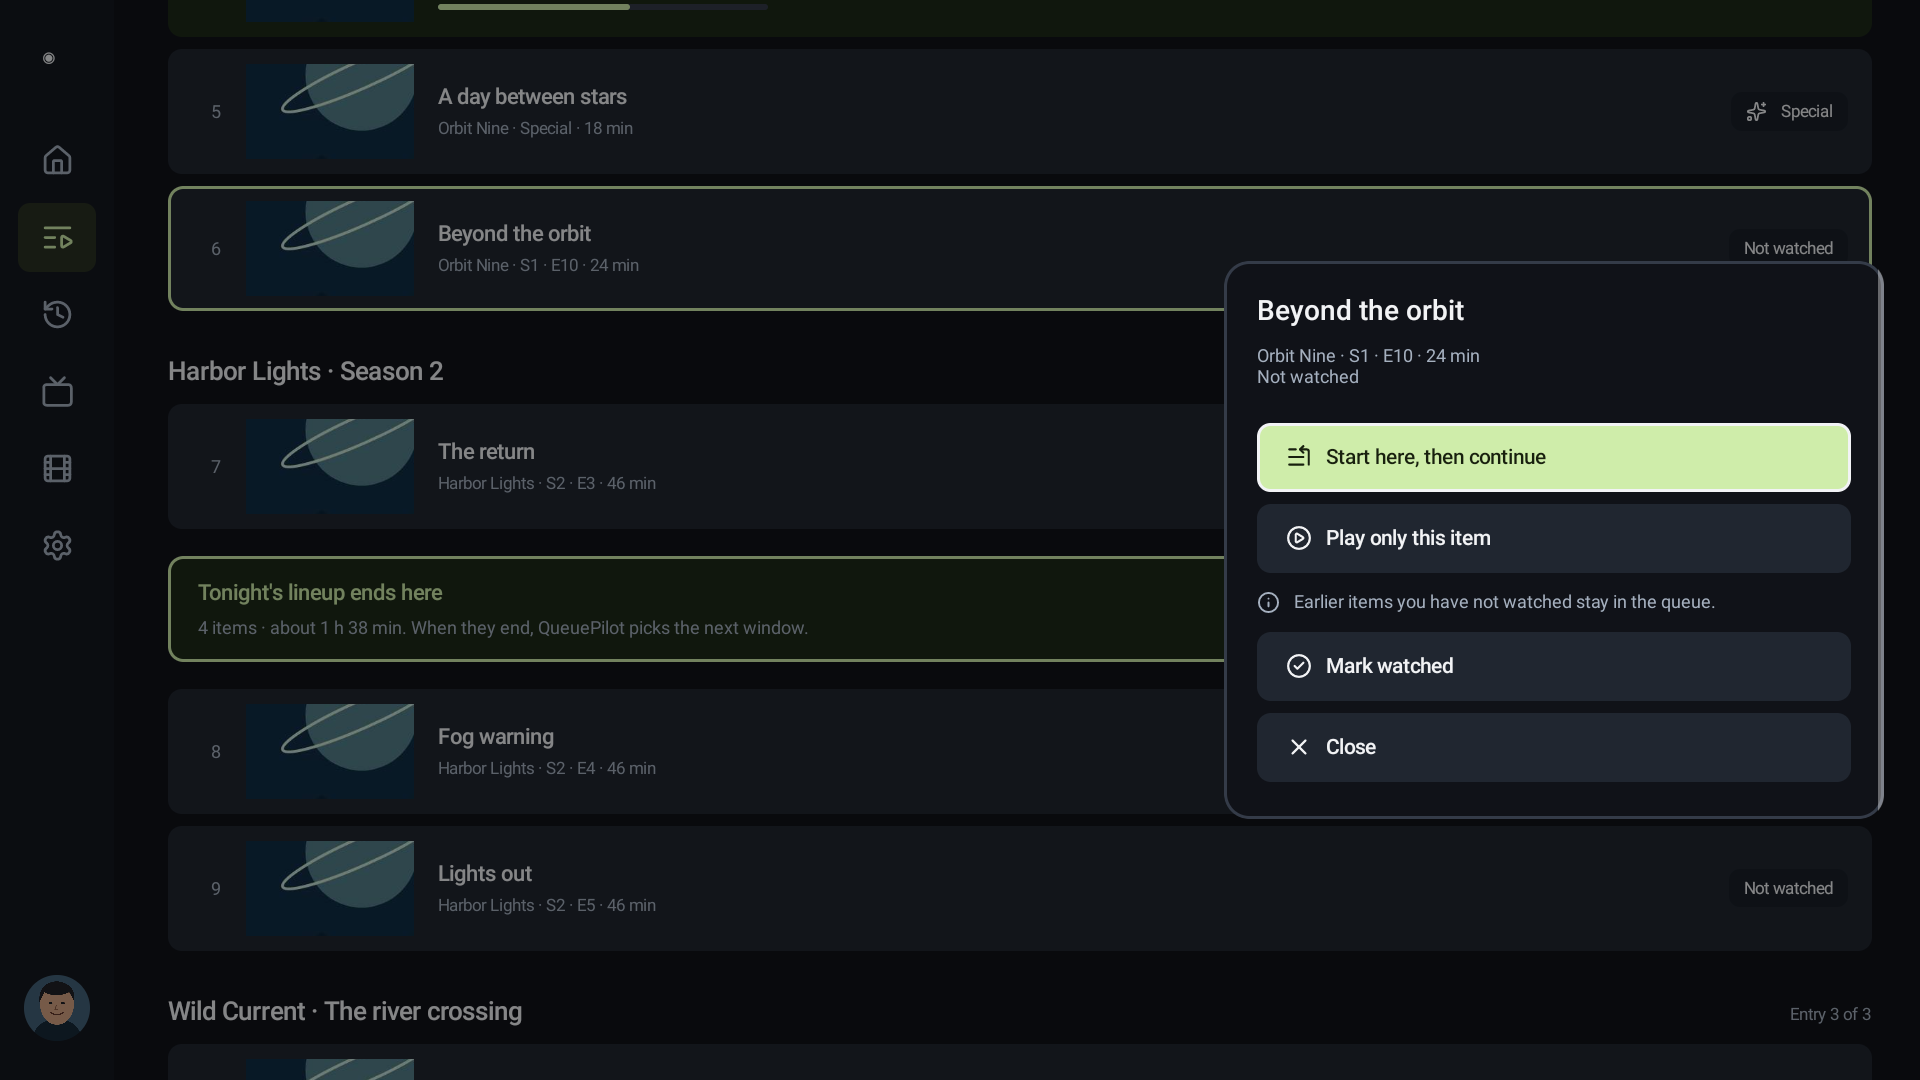 5
A day between stars
Orbit Nine · Special · 18 min
Special
6
Beyond the orbit
Orbit Nine · S1 · E10 · 24 min
Not watched
Harbor Lights · Season 2
7
The return
Harbor Lights · S2 · E3 · 46 min
Tonight's lineup ends here
4 items · about 1 h 38 min. When they end, QueuePilot picks the next window.
8
Fog warning
Harbor Lights · S2 · E4 · 46 min
9
Lights out
Harbor Lights · S2 · E5 · 46 min
Not watched
Wild Current · The river crossing
Entry 3 of 3
Beyond the orbit
Orbit Nine · S1 · E10 · 24 min
Not watched
Start here, then continue
Play only this item
Earlier items you have not watched stay in the queue.
Mark watched
Close